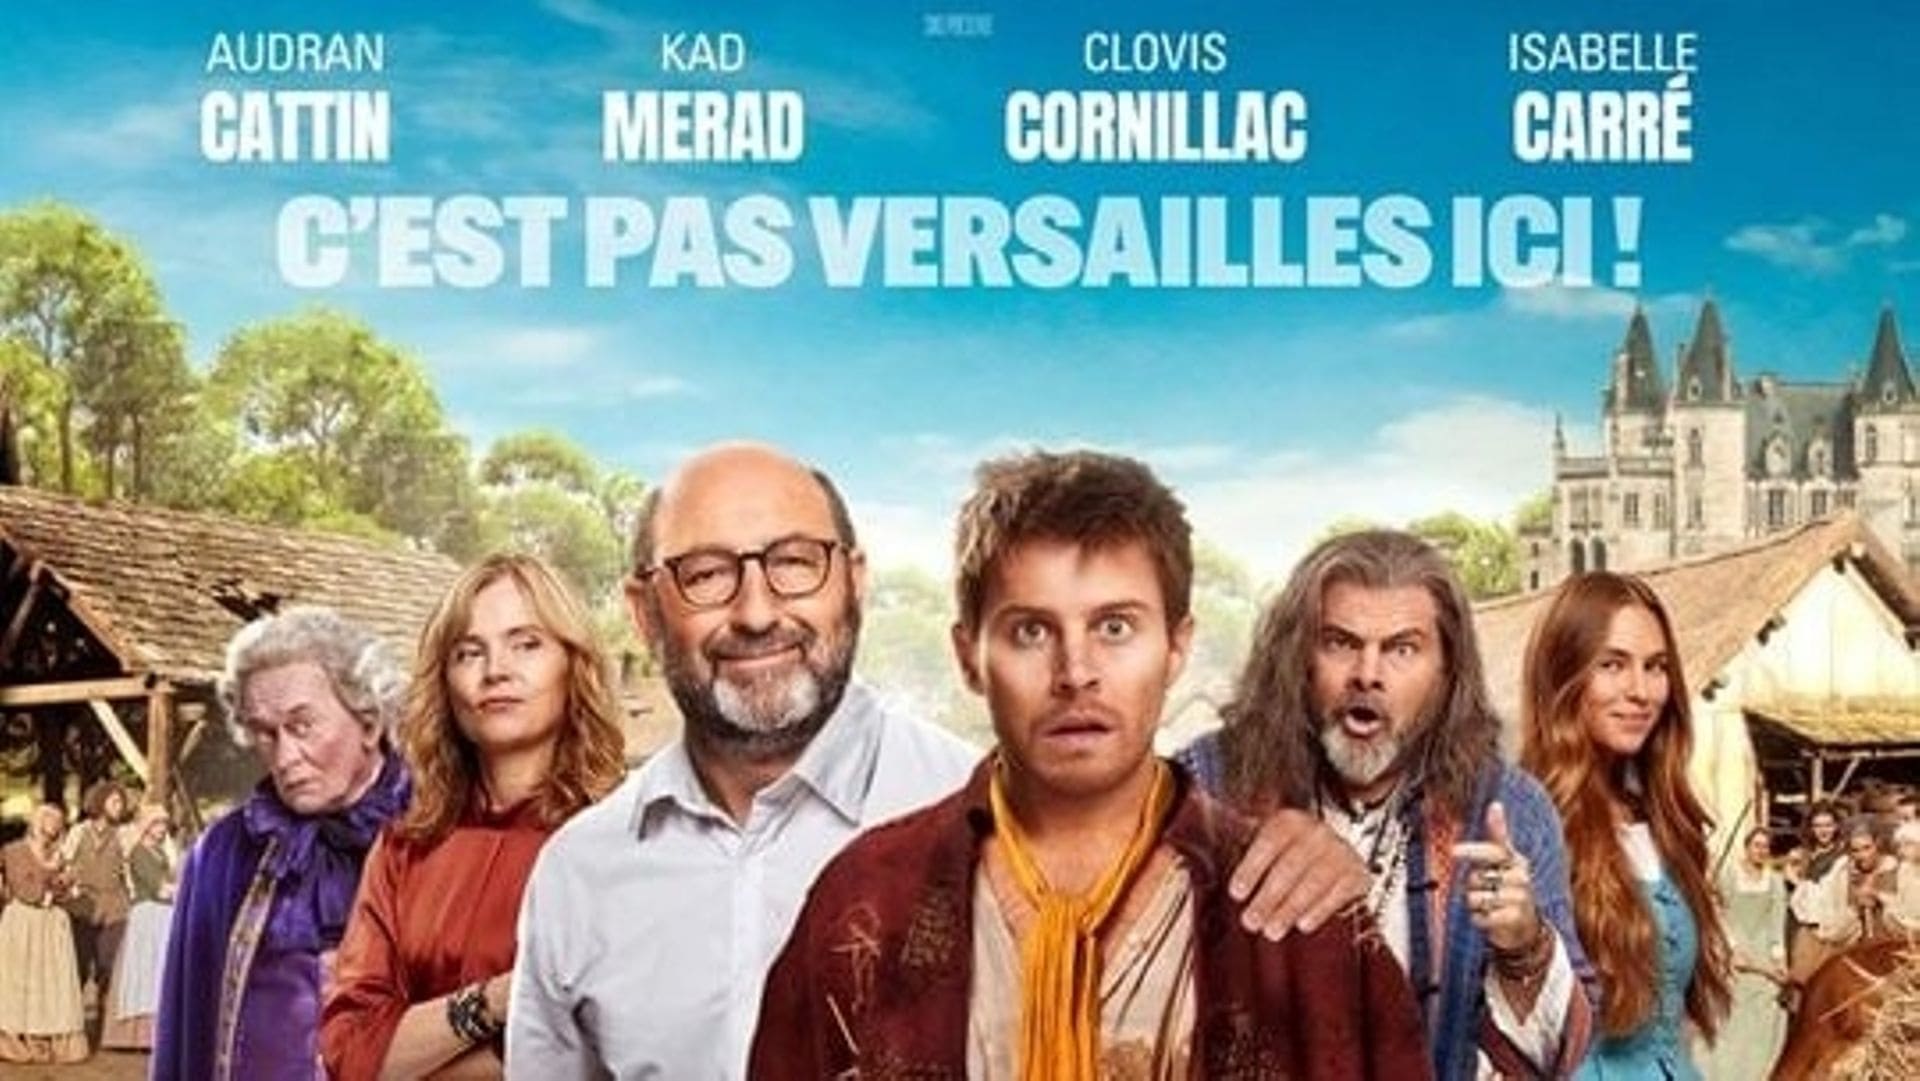 AUDRAN
CATTIN
KAD
MERAD
CLOVIS
CORNILLAC
ISABELLE
CARRÉ
C'EST PAS VERSAILLES ICI !